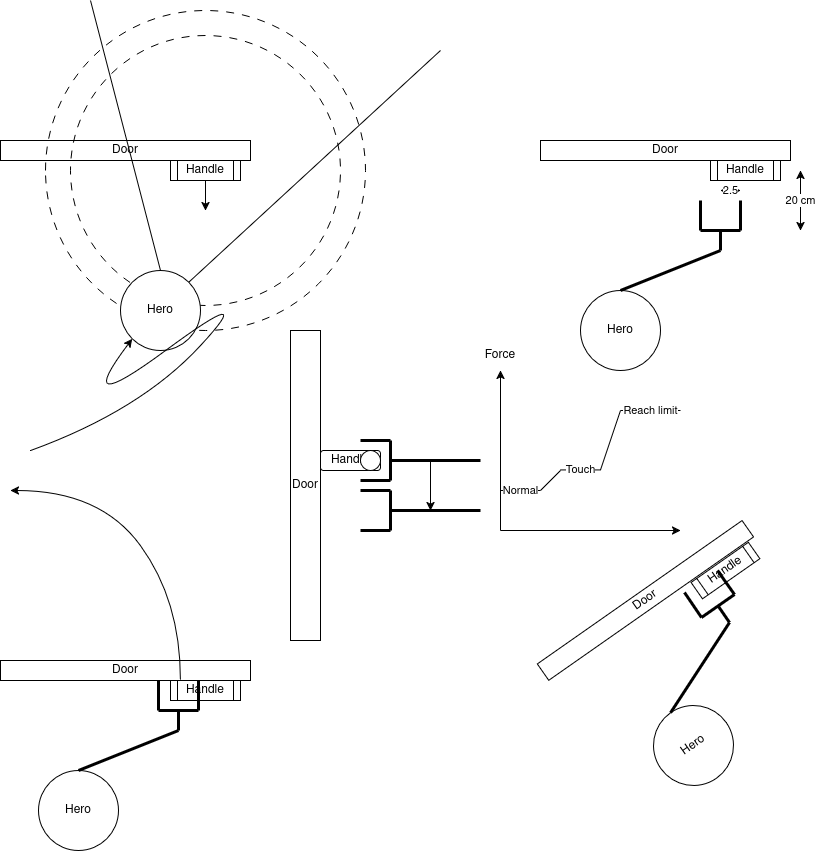 Door
Handle
Hero
Door
Handle
2.5
20 cm
Hero
Force
Reach limit
Handle
Touch
Door
Normal
Handle
Door
Door
Handle
Hero
Hero